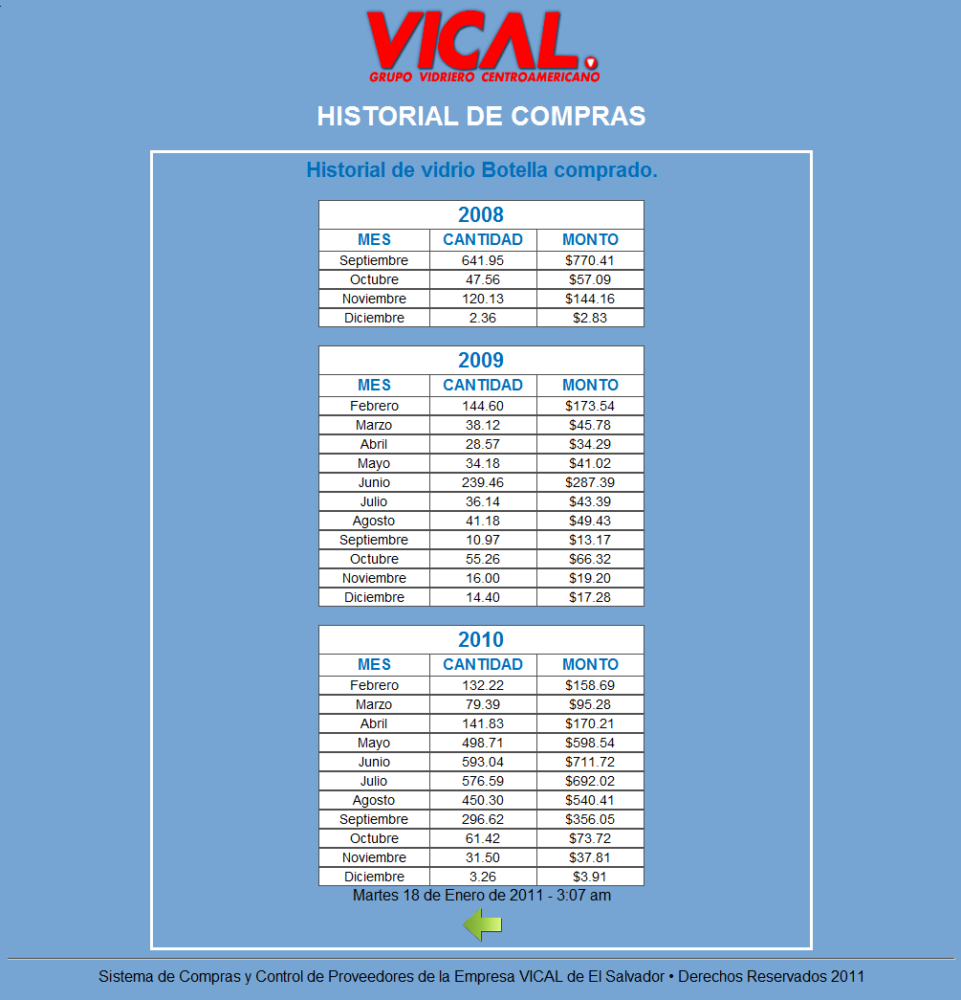 VICAL.
GRUPO VIDRIERO CENTROAMERICANO
HISTORIAL DE COMPRAS
Historial de vidrio Botella comprado.
2008
MES CANTIDAD MONTO
Septiembre 641.95 $770.41
Octubre 47.56 $57.09
Noviembre 120.13 $144.16
Diciembre 2.36 $2.83
2009
MES CANTIDAD MONTO
Febrero 144.60 $173.54
Marzo 38.12 $45.78
Abril 28.57 $34.29
Mayo 34.18 $41.02
Junio 239.46 $287.39
Julio 36.14 $43.39
Agosto 41.18 $49.43
Septiembre 10.97 $13.17
Octubre 55.26 $66.32
Noviembre 16.00 $19.20
Diciembre 14.40 $17.28
2010
MES CANTIDAD MONTO
Febrero 132.22 $158.69
Marzo 79.39 $95.28
Abril 141.83 $170.21
Mayo 498.71 $598.54
Junio 593.04 $711.72
Julio 576.59 $692.02
Agosto 450.30 $540.41
Septiembre 296.62 $356.05
Octubre 61.42 $73.72
Noviembre 31.50 $37.81
Diciembre 3.26 $3.91
Martes 18 de Enero de 2011 - 3:07 am
Sistema de Compras y Control de Proveedores de la Empresa VICAL de El Salvador • Derechos Reservados 2011